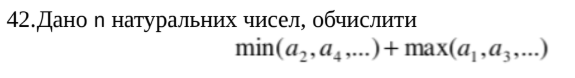 42.Дано n натуральних чисел, обчислити
min(a₂,a₄,...)+max(a₁,a₃,...)